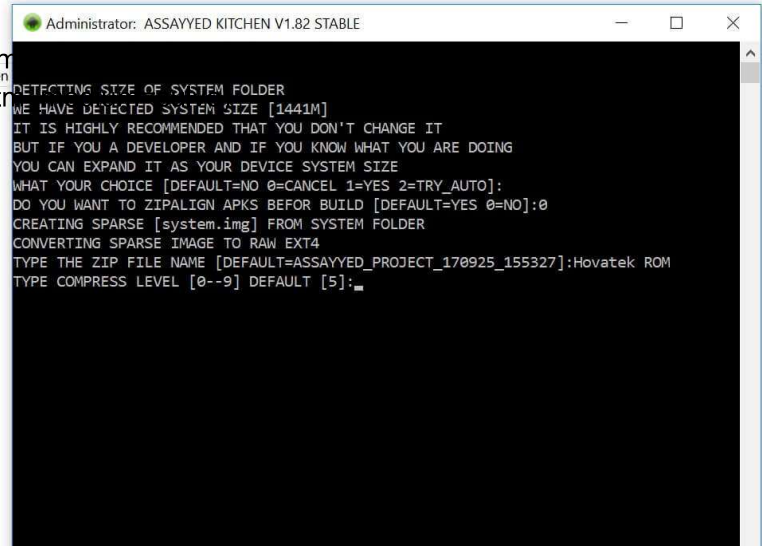 Administrator: ASSAYYED KITCHEN V1.82 STABLE
DETECTING SIZE OF SYSTEM FOLDER
WE HAVE DETECTED SYSTEM SIZE [1441M]
IT IS HIGHLY RECOMMENDED THAT YOU DON'T CHANGE IT
BUT IF YOU A DEVELOPER AND IF YOU KNOW WHAT YOU ARE DOING
YOU CAN EXPAND IT AS YOUR DEVICE SYSTEM SIZE
WHAT YOUR CHOICE [DEFAULT=NO 0=CANCEL 1=YES 2=TRY_AUTO]:
DO YOU WANT TO ZIPALIGN APKS BEFOR BUILD [DEFAULT=YES 0=NO]:0
CREATING SPARSE [system.img] FROM SYSTEM FOLDER
CONVERTING SPARSE IMAGE TO RAW EXT4
TYPE THE ZIP FILE NAME [DEFAULT=ASSAYYED_PROJECT_170925_155327]:Hovatek ROM
TYPE COMPRESS LEVEL [0--9] DEFAULT [5]: